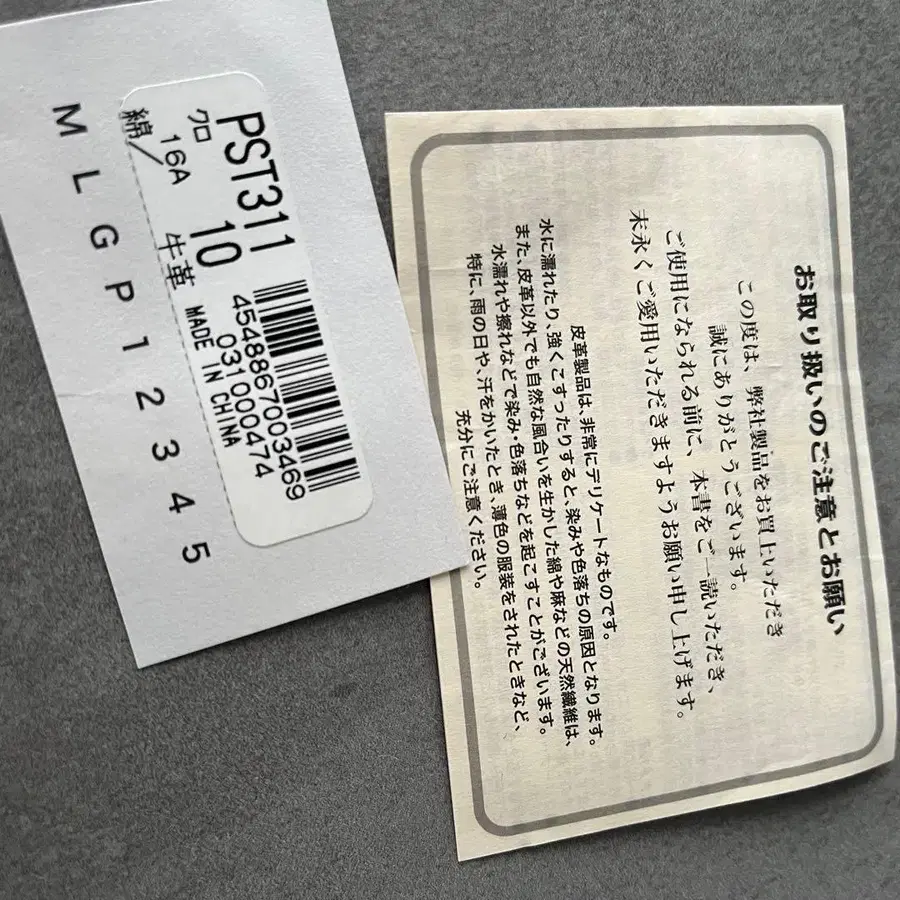 PST311
クロ 10
16A
綿／ 牛革
4548867003469
0310000474
MADE IN CHINA
M L G P 1 2 3 4 5
お取り扱いのご注意とお願い
この度は、弊社製品をお買上いただき
誠にありがとうございます。
ご使用になられる前に、本書をご一読いただき、
末永くご愛用いただきますようお願い申し上げます。
皮革製品は、非常にデリケートなものです。
水に濡れたり、強くこすったりすると染みや色落ちの原因となります。
また、皮革以外でも自然な風合いを生かした綿や麻などの天然繊維は、
水濡れや擦れなどで染み・色落ちなどを起こすことがございます。
特に、雨の日や、汗をかいたとき、薄色の服装をされたときなど、
充分にご注意ください。